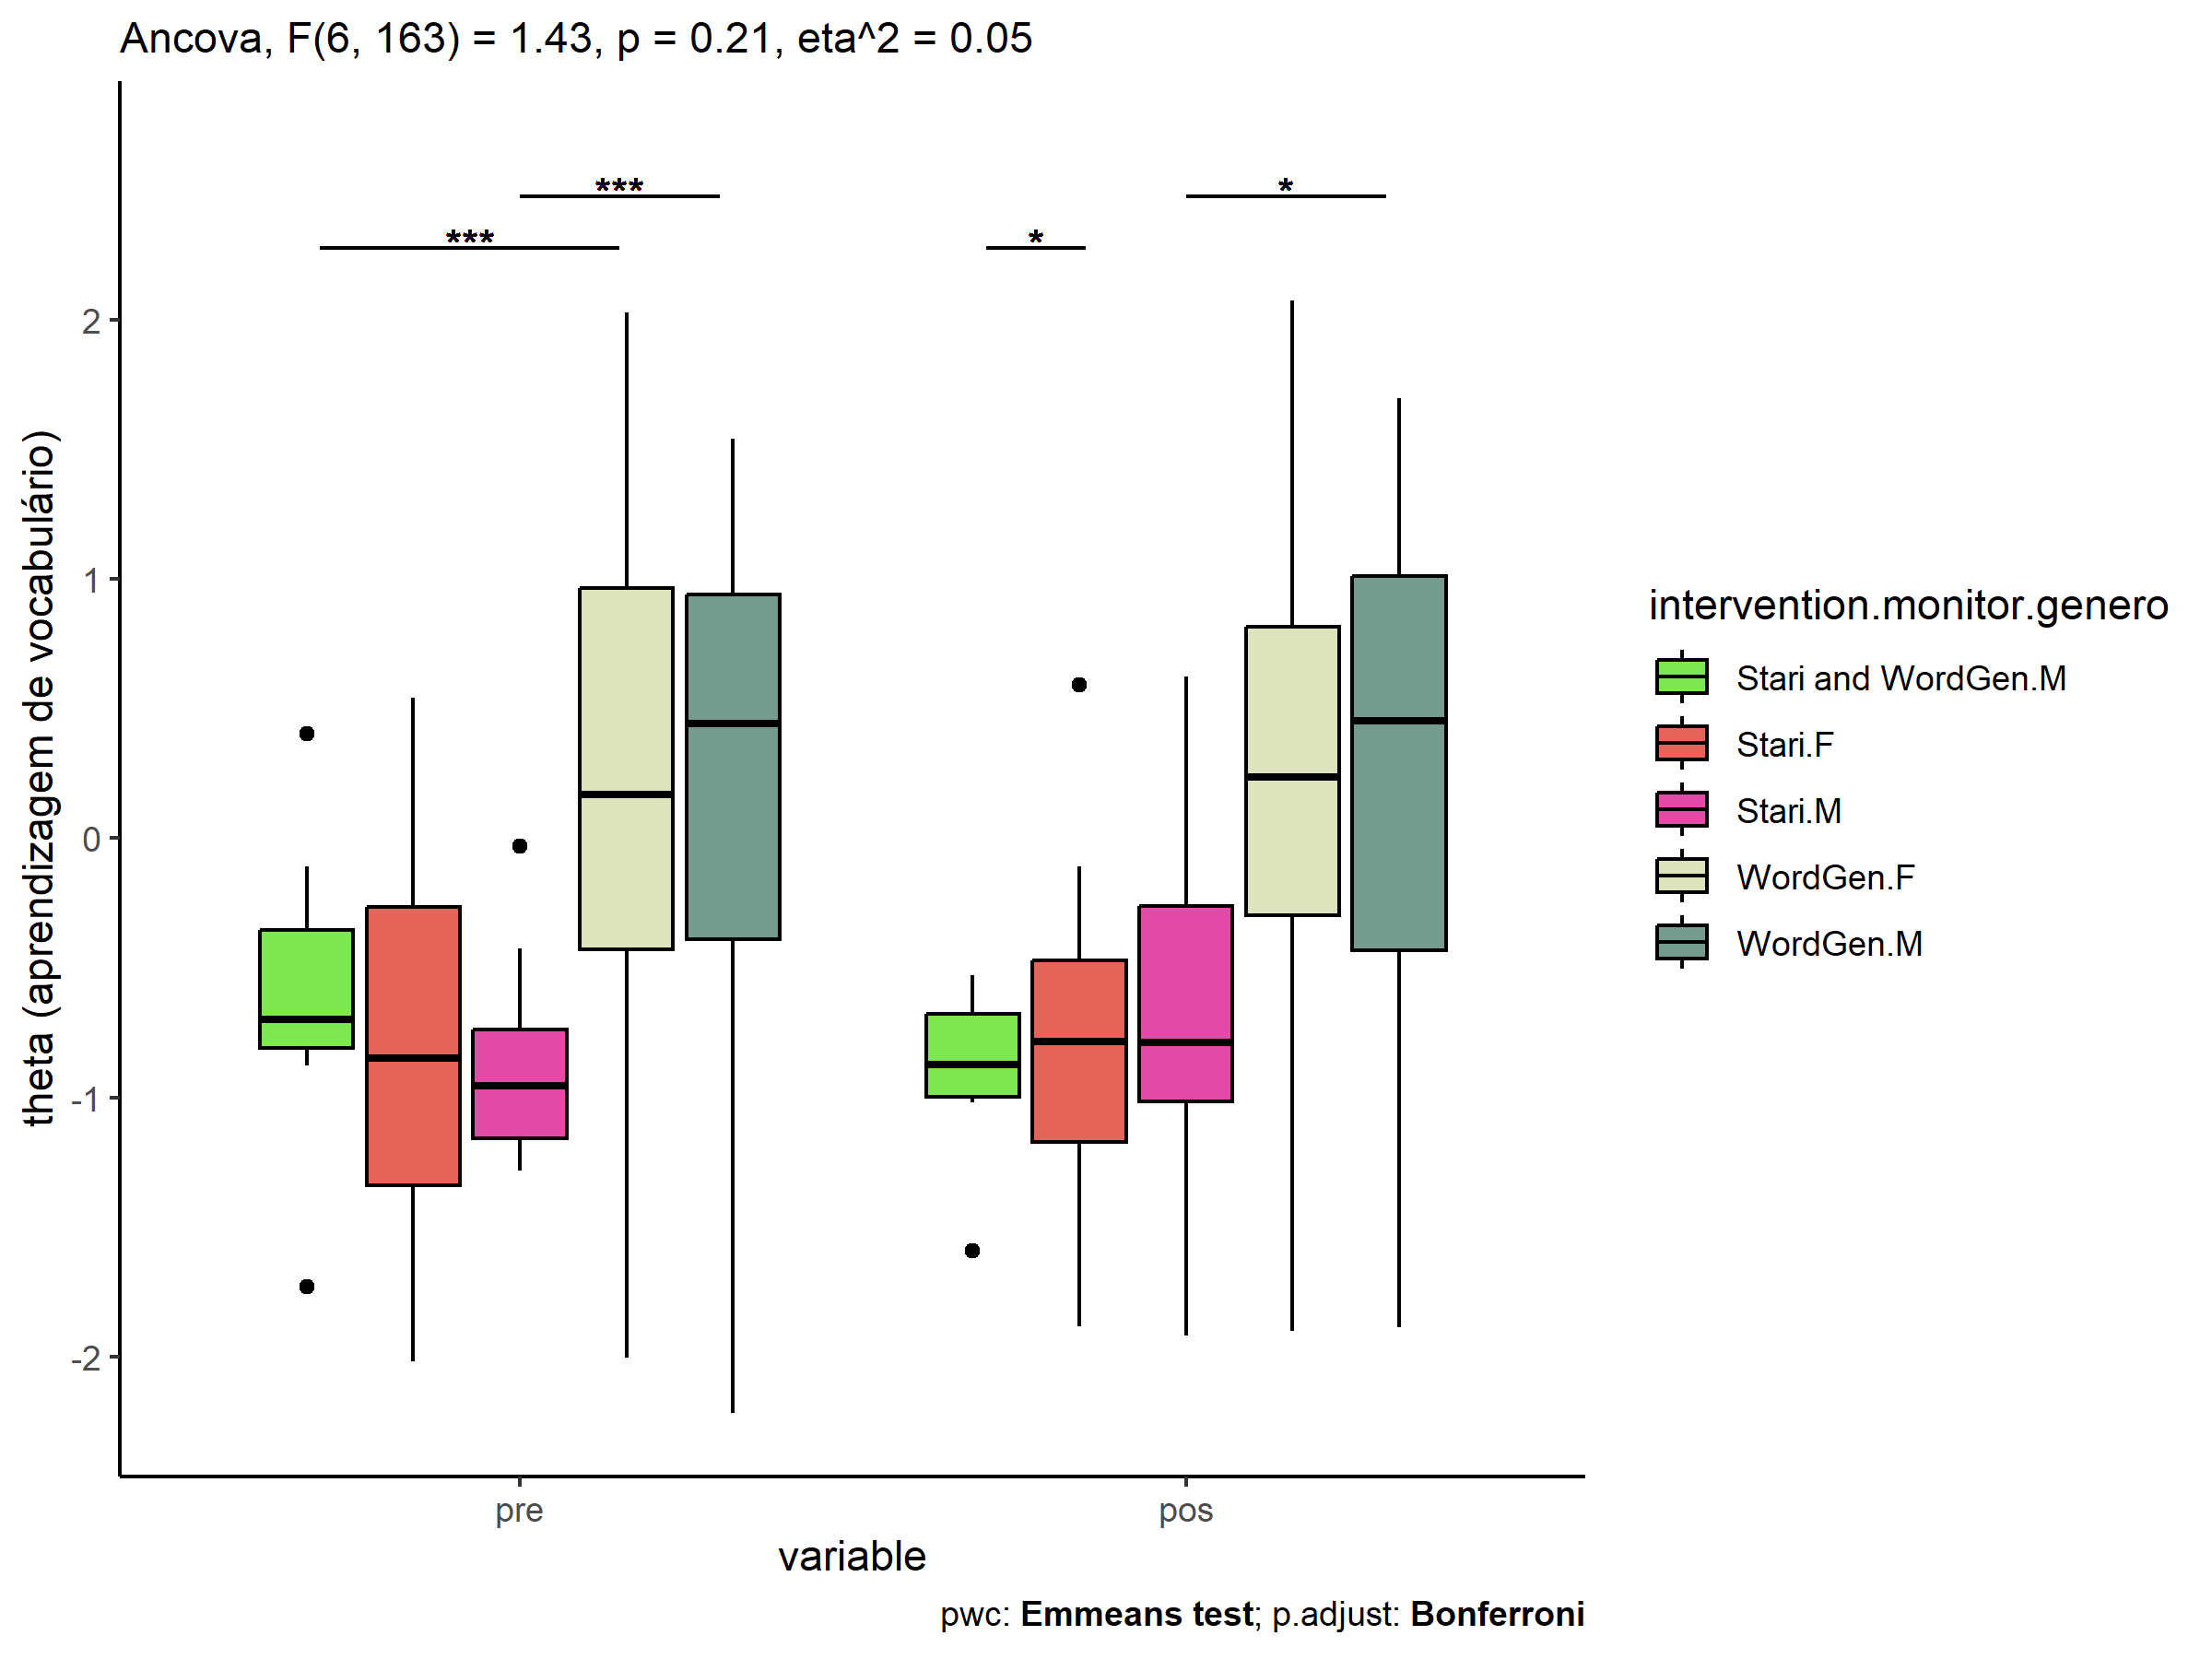 Ancova, F(6, 163) = 1.43, p = 0.21, eta^2 = 0.05
theta (aprendizagem de vocabulário)
2
1
0
-1
-2
***
***
*
*
pre
pos
variable
pwc: Emmeans test; p.adjust: Bonferroni
intervention.monitor.genero
Stari and WordGen.M
Stari.F
Stari.M
WordGen.F
WordGen.M